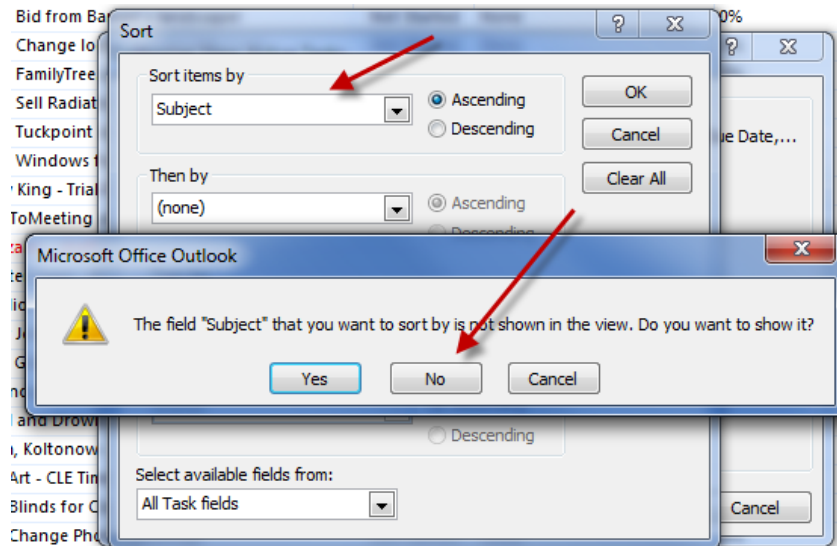 Bid from Ba
Change lo
FamilyTree
Sell Radiat
Tuckpoint
Windows f
King - Trial
ToMeeting
0%
Sort
Sort items by
Subject
Ascending
Descending
OK
Cancel
Clear All
Then by
(none)
Ascending
Descending
ue Date,...
Microsoft Office Outlook
The field "Subject" that you want to sort by is not shown in the view. Do you want to show it?
Yes
No
Cancel
and Drowl
, Koltonow
Art - CLE Tim
Blinds for C
Change Pho
Descending
Select available fields from:
All Task fields
Cancel